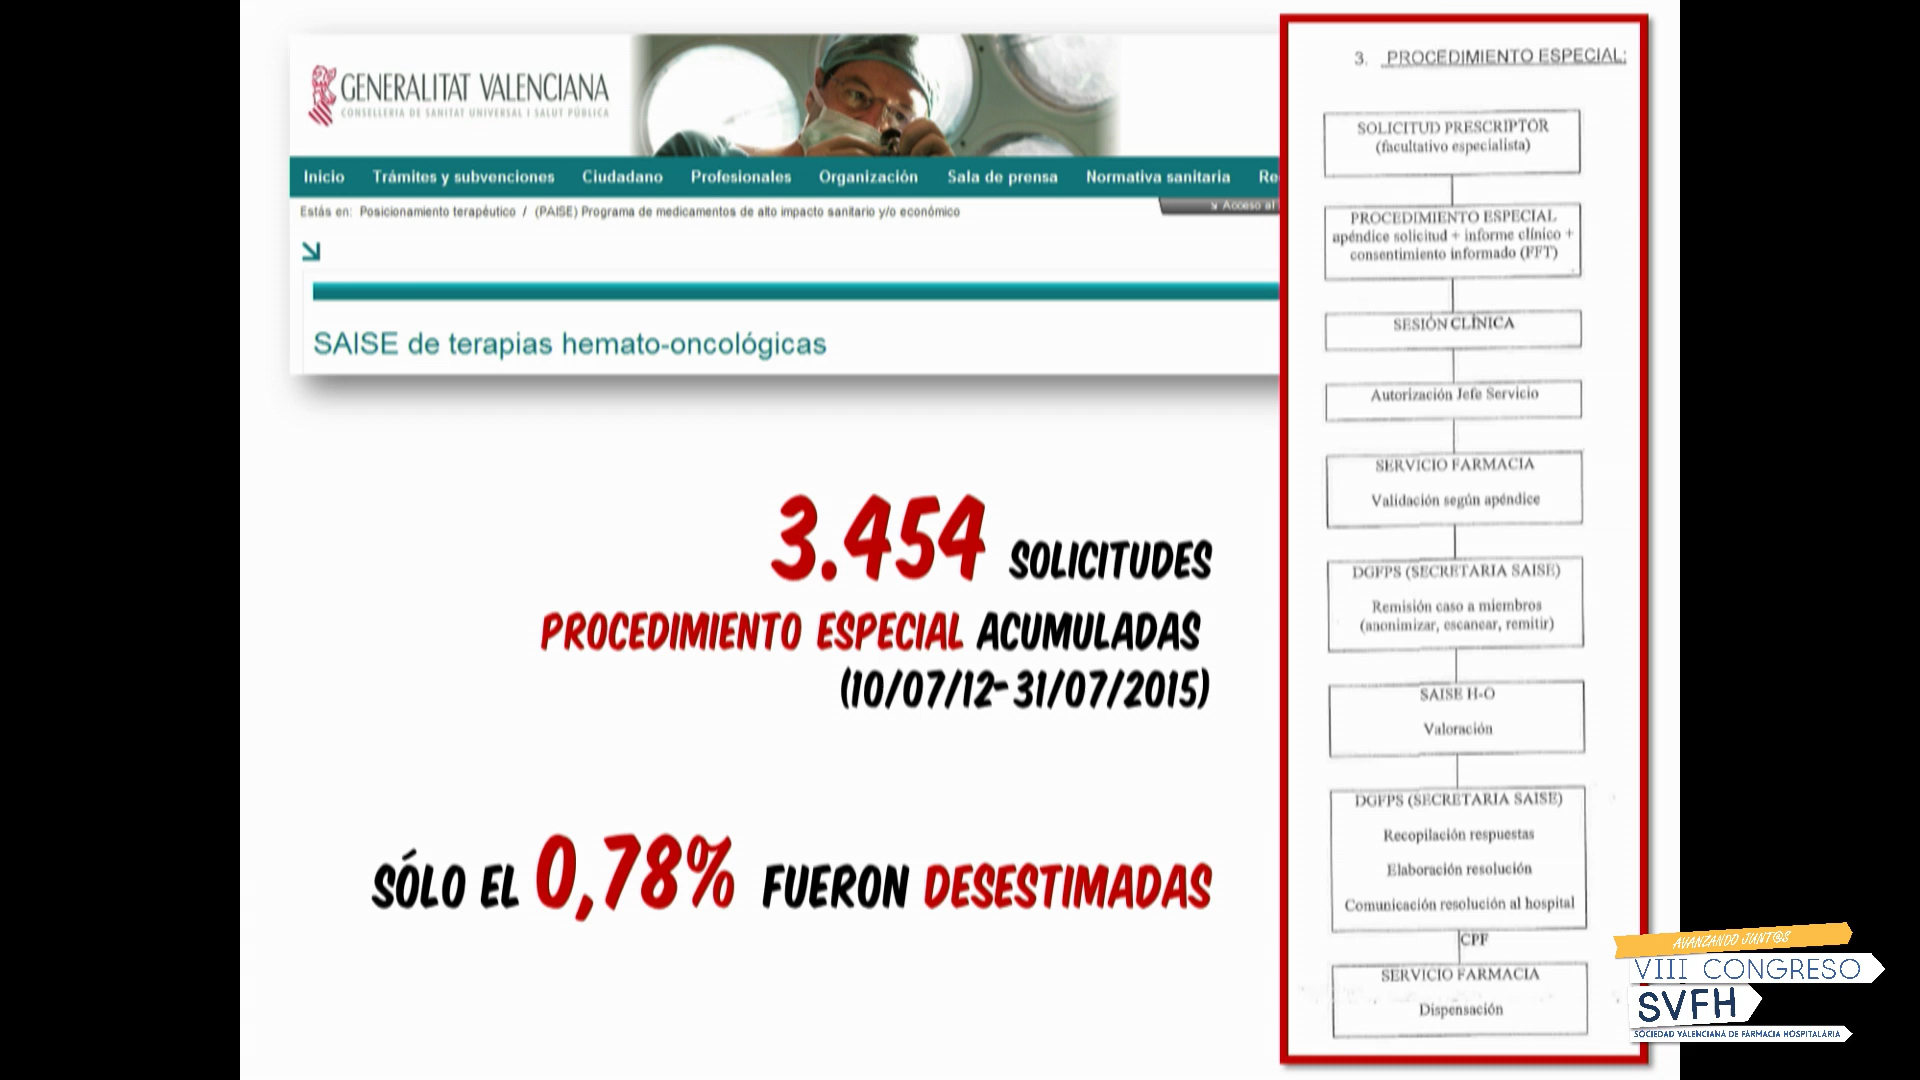 GENERALITAT VALENCIANA
CONSELLERIA DE SANITAT UNIVERSAL I SALUT PÚBLICA
Inicio Trámites y subvenciones Ciudadano Profesionales Organización Sala de prensa Normativa sanitaria Re
Estás en: Posicionamiento terapéutico / (PAISE) Programa de medicamentos de alto impacto sanitario y/o económico
Acceso al
SAISE de terapias hemato-oncológicas
3.454 SOLICITUDES
PROCEDIMIENTO ESPECIAL ACUMULADAS
(10/07/12-31/07/2015)
SÓLO EL 0,78% FUERON DESESTIMADAS
3. PROCEDIMIENTO ESPECIAL:
SOLICITUD PRESCRIPTOR
(facultativo especialista)
PROCEDIMIENTO ESPECIAL
apéndice solicitud + informe clínico +
consentimiento informado (FFT)
SESIÓN CLÍNICA
Autorización Jefe Servicio
SERVICIO FARMACIA
Validación según apéndice
DGFPS (SECRETARIA SAISE)
Remisión caso a miembros
(anonimizar, escanear, remitir)
SAISE H-O
Valoración
DGFPS (SECRETARIA SAISE)
Recopilación respuestas
Elaboración resolución
Comunicación resolución al hospital
CPF
SERVICIO FARMACIA
Dispensación
AVANZANDO JUNT@S
VIII CONGRESO
SVFH
SOCIEDAD VALENCIANA DE FARMACIA HOSPITALARIA